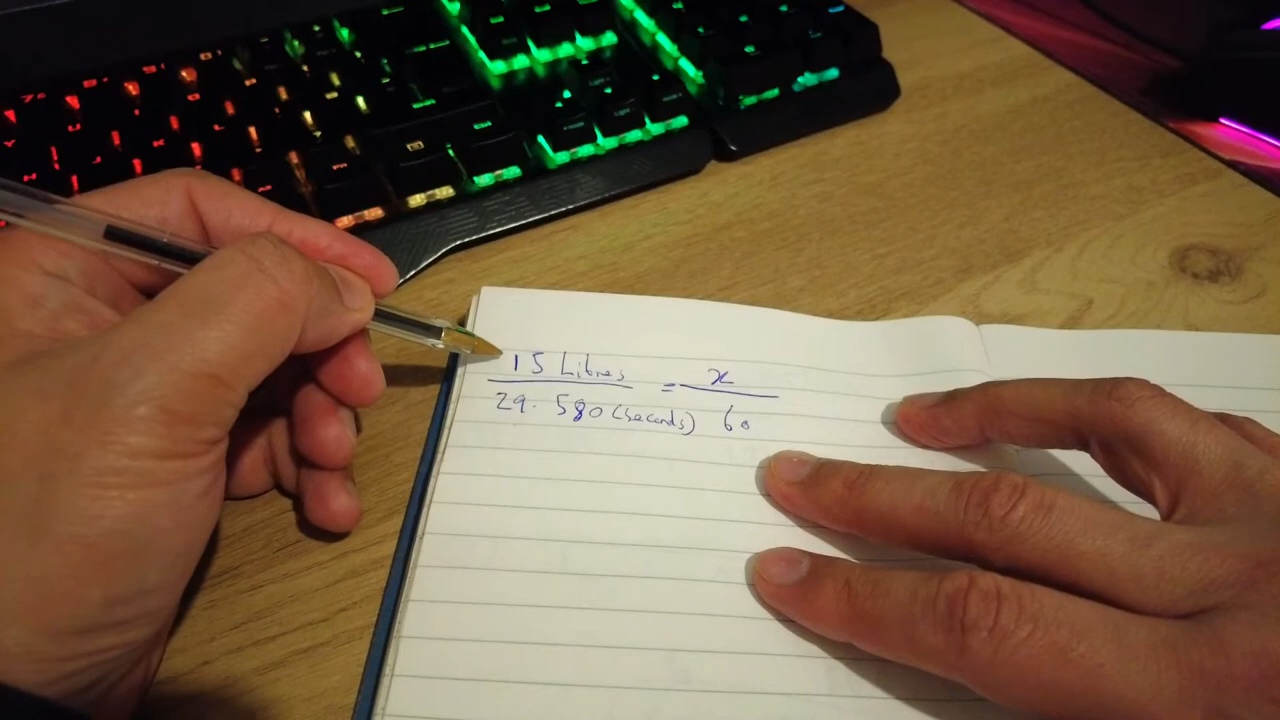 15 Litres = x
29.580 (seconds) 60